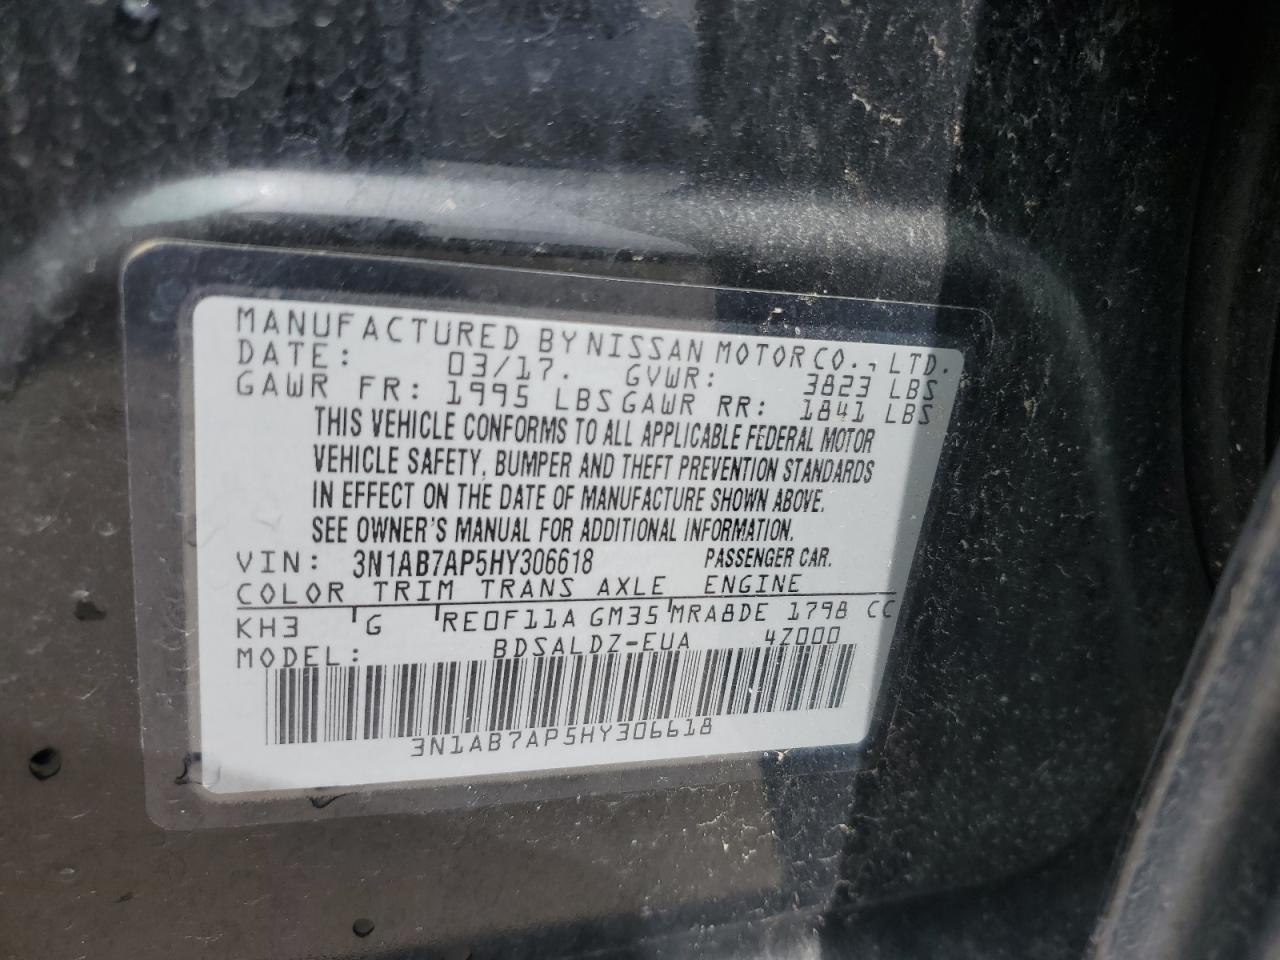 MANUFACTURED BY NISSAN MOTOR CO., LTD.
DATE: 03/17. GVWR: 3823 LBS
GAWR FR: 1995 LBS GAWR RR: 1841 LBS
THIS VEHICLE CONFORMS TO ALL APPLICABLE FEDERAL MOTOR
VEHICLE SAFETY, BUMPER AND THEFT PREVENTION STANDARDS
IN EFFECT ON THE DATE OF MANUFACTURE SHOWN ABOVE.
SEE OWNER'S MANUAL FOR ADDITIONAL INFORMATION.
VIN: 3N1AB7AP5HY306618 PASSENGER CAR.
COLOR TRIM TRANS AXLE ENGINE
KH3 G RE0F11A GM35 MRA8DE 1798 CC
MODEL: BDSALDZ-EUA 4Z000
3N1AB7AP5HY306618